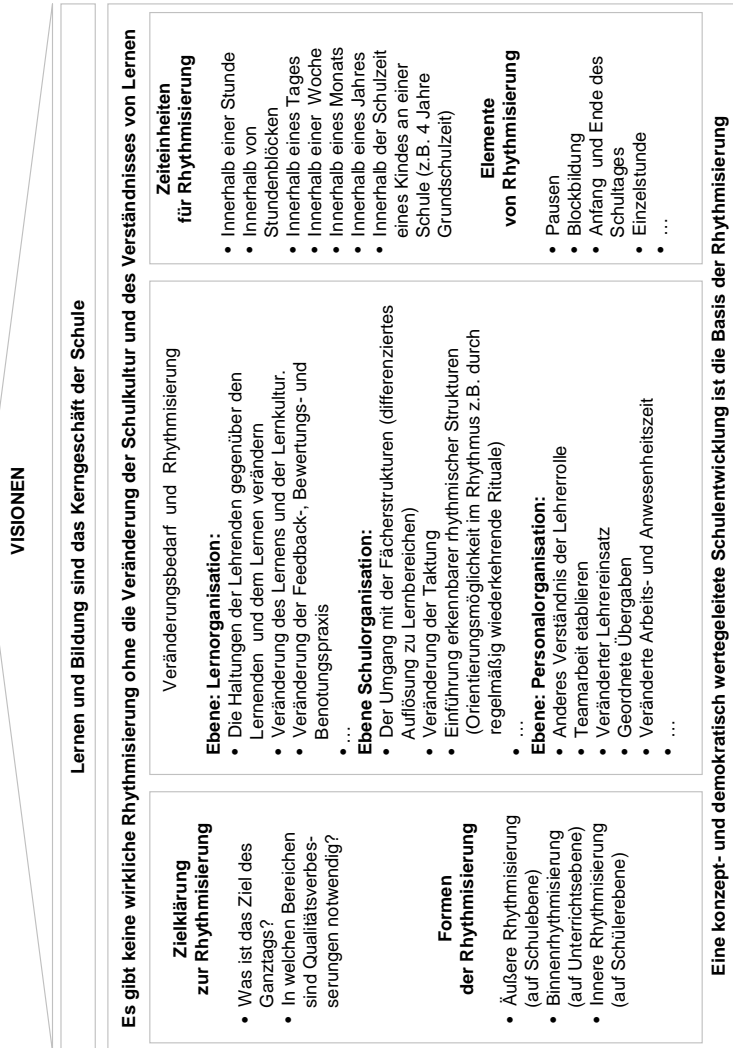 VISIONEN
Lernen und Bildung sind das Kerngeschäft der Schule
Es gibt keine wirkliche Rhythmisierung ohne die Veränderung der Schulkultur und des Verständnisses von Lernen
Zielklärung
zur Rhythmisierung
• Was ist das Ziel des
Ganztags?
• In welchen Bereichen
sind Qualitätsverbes-
serungen notwendig?
Formen
der Rhythmisierung
• Äußere Rhythmisierung
(auf Schulebene)
• Binnenrhythmisierung
(auf Unterrichtsebene)
• Innere Rhythmisierung
(auf Schülerebene)
Veränderungsbedarf und Rhythmisierung
Ebene: Lernorganisation:
• Die Haltungen der Lehrenden gegenüber den
Lernenden und dem Lernen verändern
• Veränderung des Lernens und der Lernkultur.
• Veränderung der Feedback-, Bewertungs- und
Benotungspraxis
• …
Ebene Schulorganisation:
• Der Umgang mit der Fächerstrukturen (differenziertes
Auflösung zu Lernbereichen)
• Veränderung der Taktung
• Einführung erkennbarer rhythmischer Strukturen
(Orientierungsmöglichkeit im Rhythmus z.B. durch
regelmäßig wiederkehrende Rituale)
• …
Ebene: Personalorganisation:
• Anderes Verständnis der Lehrerrolle
• Teamarbeit etablieren
• Veränderter Lehrereinsatz
• Geordnete Übergaben
• Veränderte Arbeits- und Anwesenheitszeit
• …
Zeiteinheiten
für Rhythmisierung
• Innerhalb einer Stunde
• Innerhalb von
Stundenblöcken
• Innerhalb eines Tages
• Innerhalb einer Woche
• Innerhalb eines Monats
• Innerhalb eines Jahres
• Innerhalb der Schulzeit
eines Kindes an einer
Schule (z.B. 4 Jahre
Grundschulzeit)
Elemente
von Rhythmisierung
• Pausen
• Blockbildung
• Anfang und Ende des
Schultages
• Einzelstunde
• …
Eine konzept- und demokratisch wertegeleitete Schulentwicklung ist die Basis der Rhythmisierung